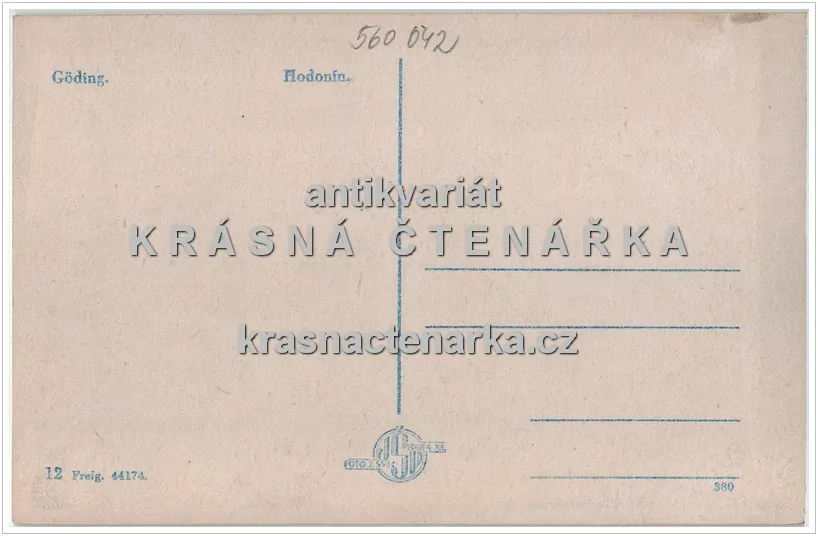 560 042
Göding. Hodonín.
antikvariát
KRÁSNÁ ČTENÁŘKA
krasnactenarka.cz
12 Freig. 44174.
380